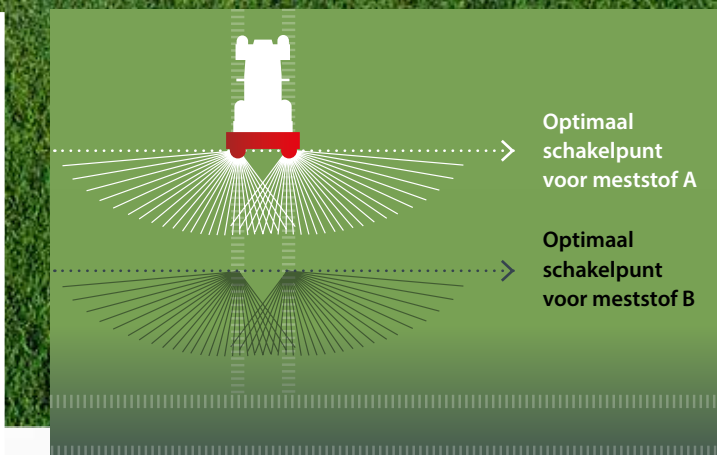 Optimaal
schakelpunt
voor meststof A
Optimaal
schakelpunt
voor meststof B